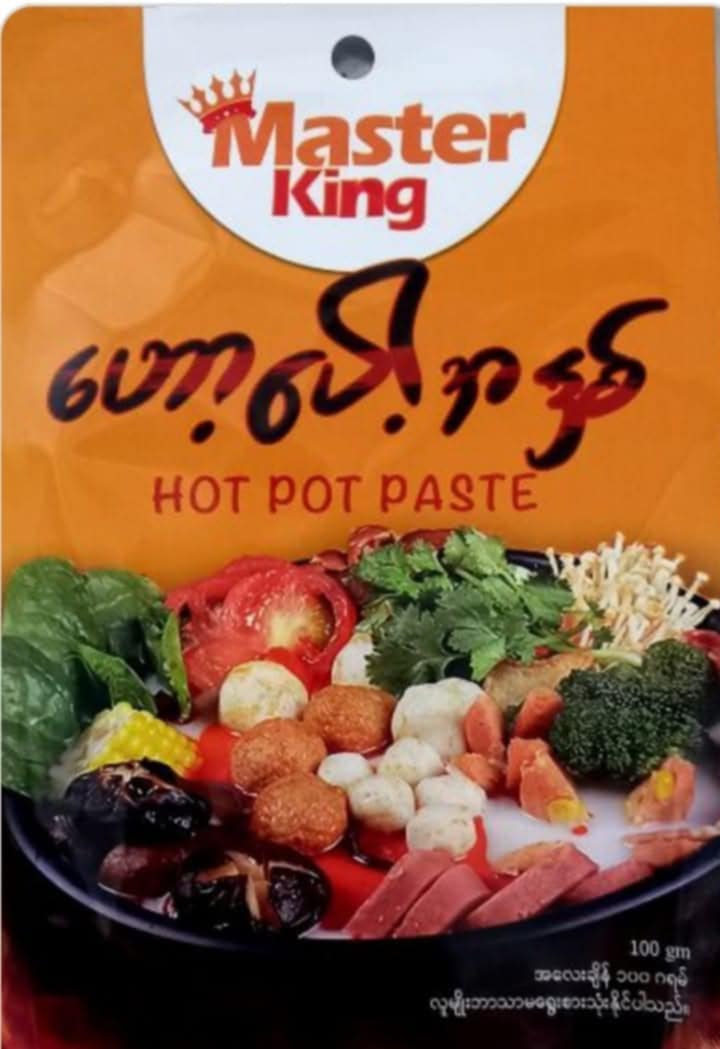 Master
King
ဟော့ပေါ့အနှစ်
HOT POT PASTE
100 gm
အလေးချိန် ၁၀၀ ဂရမ်
လူမျိုးဘာသာမရွေးစားသုံးနိုင်ပါသည်။